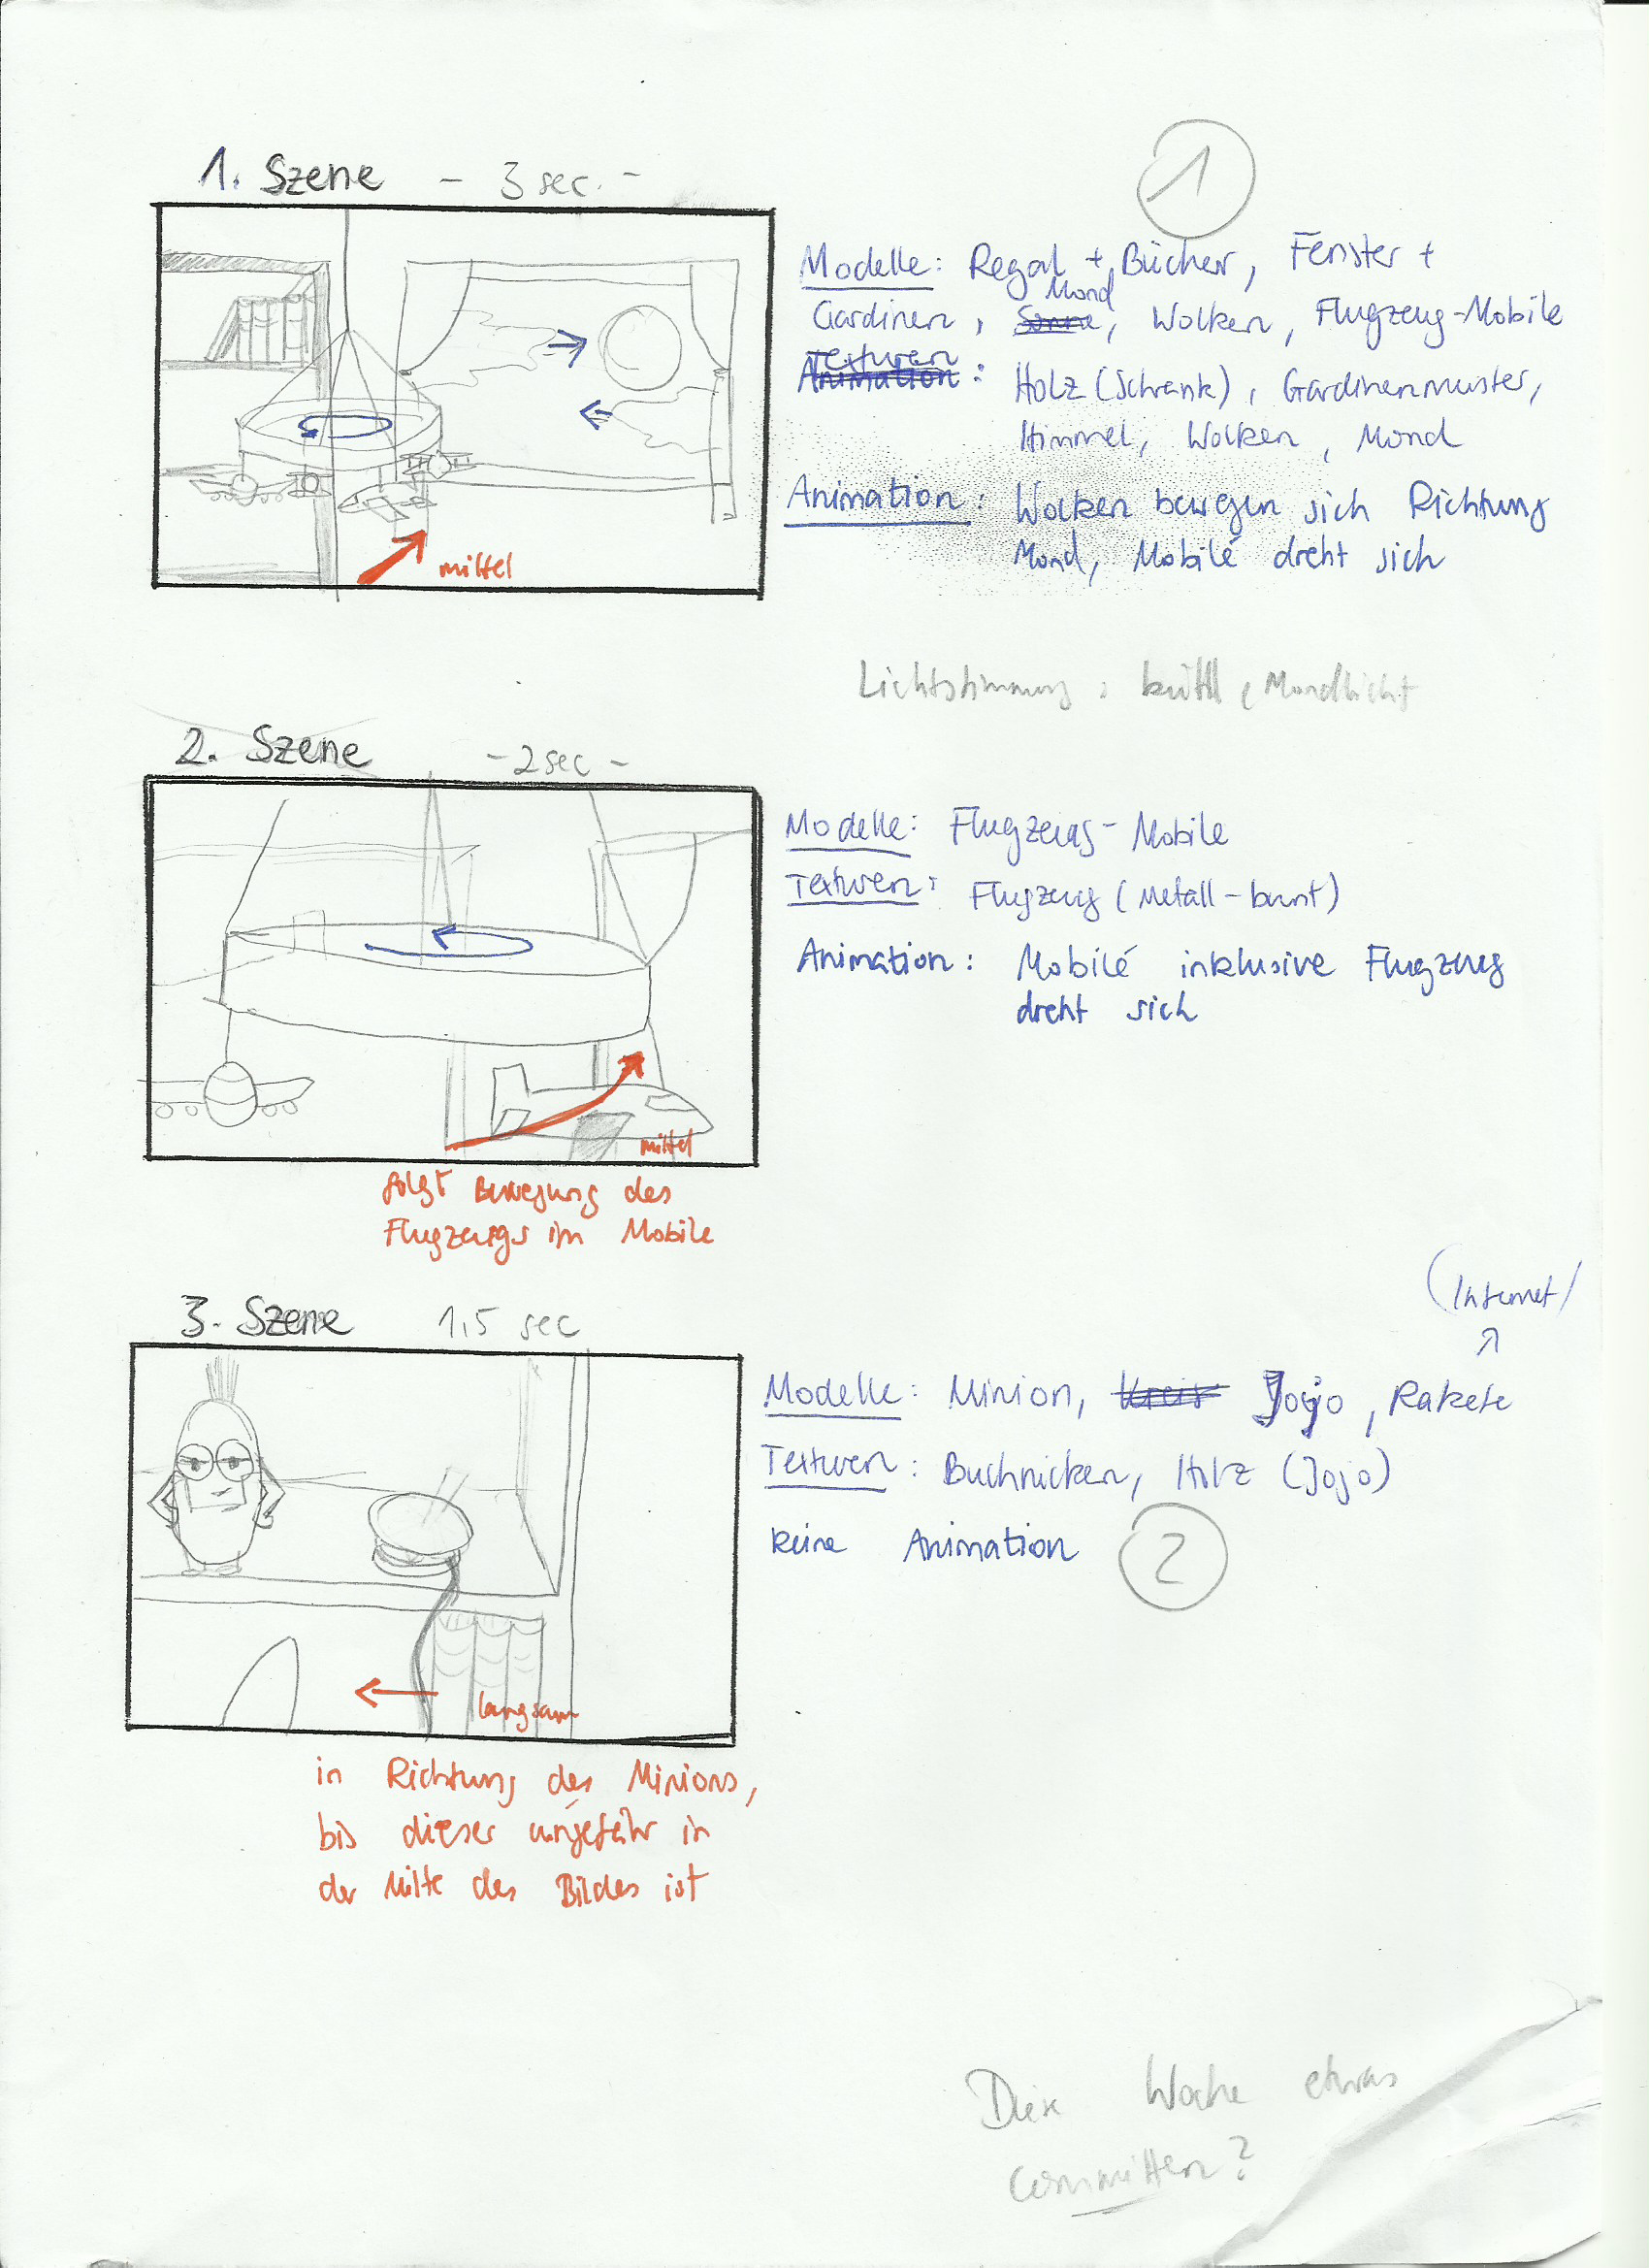 1. Szene - 3 sec. -
1
Modelle: Regal + Bücher, Fenster +
Mond
Gardinen, Sonne, Wolken, Flugzeug-Mobile
Texturen
Animation:
Holz (Schrank), Gardinenmuster,
Himmel, Wolken, Mond
Animation: Wolken bewegen sich Richtung
Mond, Mobilé dreht sich
mittel
Lichtstimmung: Mondlicht
2. Szene - 2 sec -
Modelle: Flugzeug-Mobile
Texturen: Flugzeug (Metall-bunt)
Animation: Mobilé inklusive Flugzeug
dreht sich
mittel
folgt Bewegung des
Flugzeugs im Mobile
3. Szene 1,5 sec
(Internet/
Modelle: Minion, Kreis Jojo, Rakete
Texturen: Buchrücken, Holz (Jojo)
keine Animation
2
langsam
in Richtung des Minions,
bis dieser ungefähr in
der Mitte des Bildes ist
Diese Woche etwas
committen?